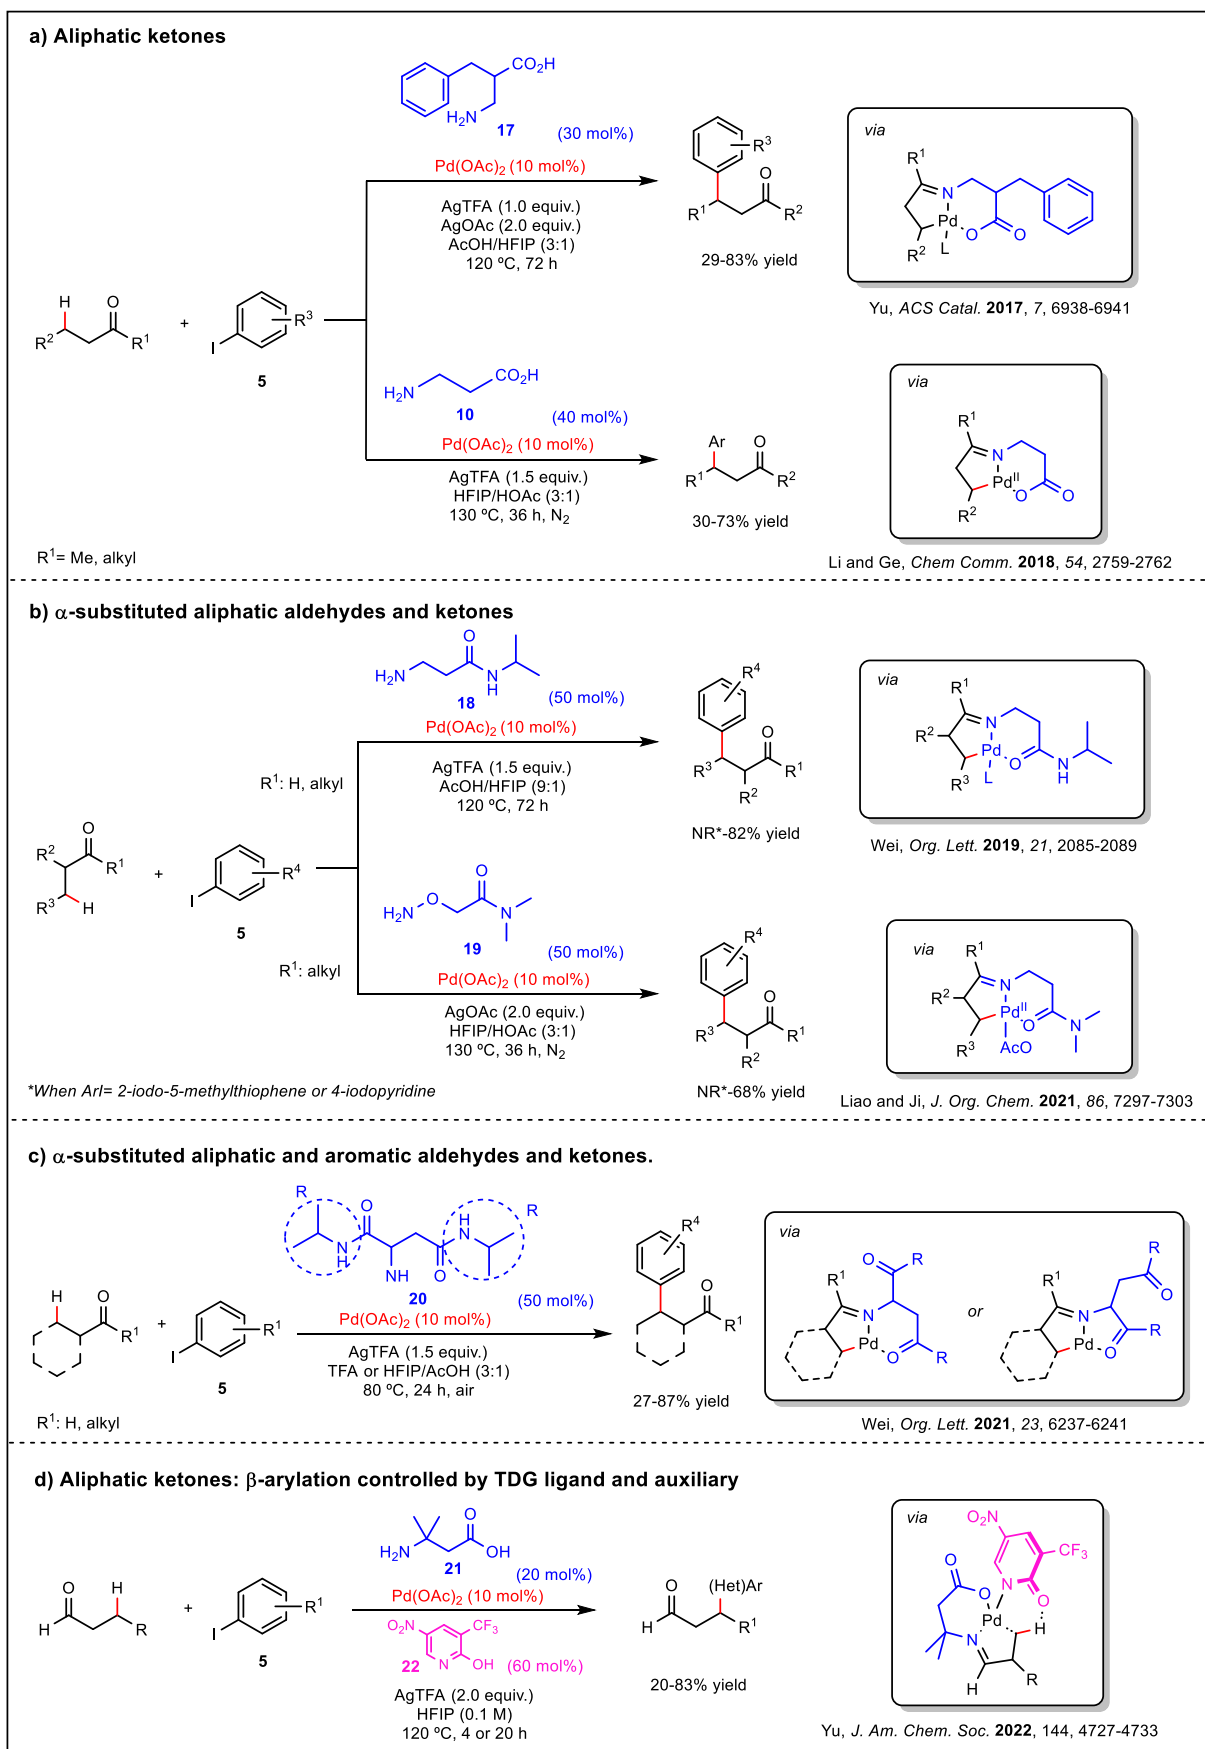 a) Aliphatic ketones
CO₂H
H₂N
17
(30 mol%)
Pd(OAc)₂ (10 mol%)
AgTFA (1.0 equiv.)
AgOAc (2.0 equiv.)
AcOH/HFIP (3:1)
120 ºC, 72 h
R³
O
R¹
R²
29-83% yield
via
R¹
N
Pd
O
O
R²
L
Yu, ACS Catal. 2017, 7, 6938-6941
H
O
R²
R¹
+
I
R³
5
H₂N
CO₂H
10
(40 mol%)
Pd(OAc)₂ (10 mol%)
AgTFA (1.5 equiv.)
HFIP/HOAc (3:1)
130 ºC, 36 h, N₂
Ar
O
R¹
R²
30-73% yield
via
R¹
N
Pdᴵᴵ
O
O
R²
Li and Ge, Chem Comm. 2018, 54, 2759-2762
R¹= Me, alkyl
b) α-substituted aliphatic aldehydes and ketones
O
H₂N
N
H
18
(50 mol%)
Pd(OAc)₂ (10 mol%)
R¹: H, alkyl
AgTFA (1.5 equiv.)
AcOH/HFIP (9:1)
120 ºC, 72 h
R⁴
O
R³
R¹
R²
NR*-82% yield
via
R¹
N
R²
Pd
O
N
H
R³
L
Wei, Org. Lett. 2019, 21, 2085-2089
O
R²
R¹
R³
H
+
I
R⁴
5
O
H₂N
O
N
19
(50 mol%)
R¹: alkyl
Pd(OAc)₂ (10 mol%)
AgOAc (2.0 equiv.)
HFIP/HOAc (3:1)
130 ºC, 36 h, N₂
R⁴
O
R³
R¹
R²
NR*-68% yield
via
R¹
N
R²
Pdᴵᴵ
O
N
R³
AcO
Liao and Ji, J. Org. Chem. 2021, 86, 7297-7303
*When ArI= 2-iodo-5-methylthiophene or 4-iodopyridine
c) α-substituted aliphatic and aromatic aldehydes and ketones.
R
O
H
N
R
N
H
O
NH
20
(50 mol%)
Pd(OAc)₂ (10 mol%)
AgTFA (1.5 equiv.)
TFA or HFIP/AcOH (3:1)
80 ºC, 24 h, air
H
O
R¹
+
I
R¹
5
R⁴
O
R¹
27-87% yield
via
O
R
R¹
N
Pd
O
R
or
R
O
R¹
N
R
Pd
O
R¹: H, alkyl
Wei, Org. Lett. 2021, 23, 6237-6241
d) Aliphatic ketones: β-arylation controlled by TDG ligand and auxiliary
O
H₂N
OH
21
(20 mol%)
Pd(OAc)₂ (10 mol%)
O₂N
CF₃
N
OH
22
(60 mol%)
AgTFA (2.0 equiv.)
HFIP (0.1 M)
120 ºC, 4 or 20 h
O
H
R
+
I
R¹
5
O
(Het)Ar
R¹
20-83% yield
via
O₂N
CF₃
O
N
O
O
Pd
H
N
R
H
Yu, J. Am. Chem. Soc. 2022, 144, 4727-4733